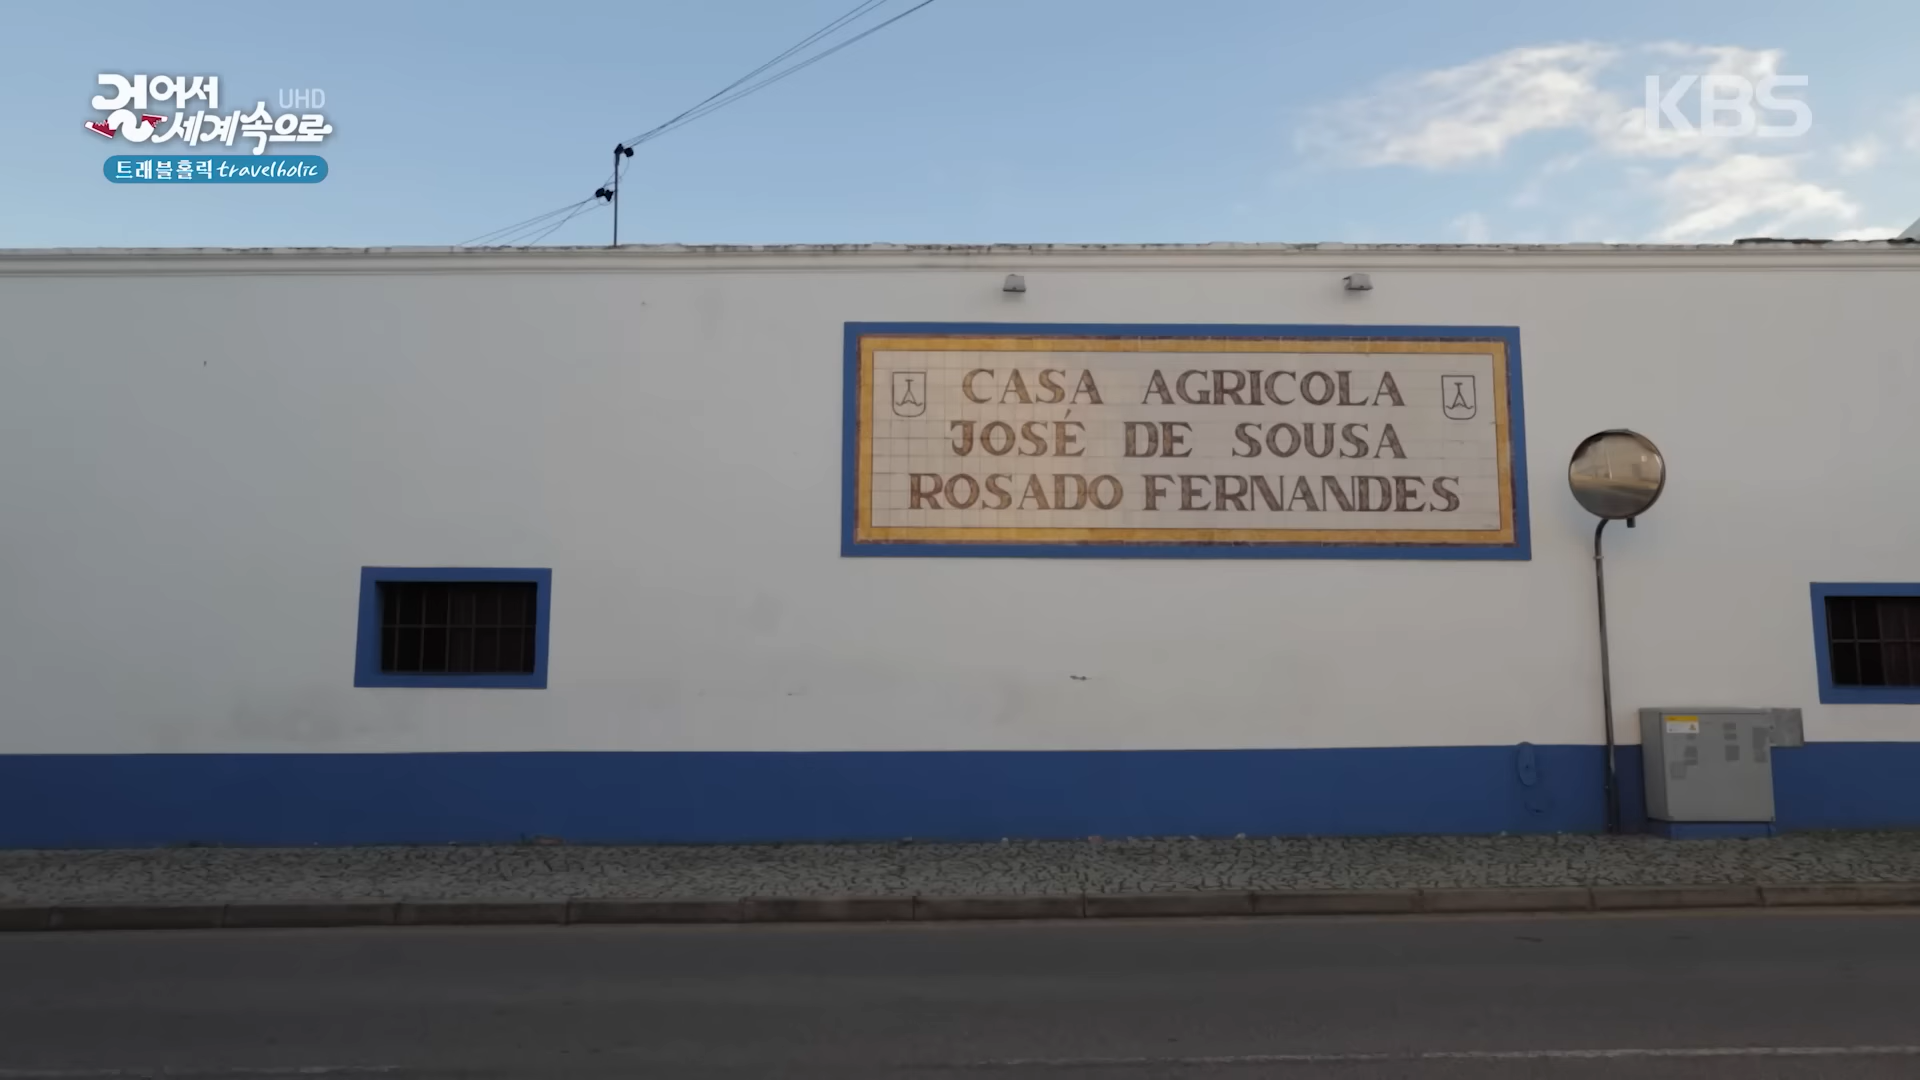 걸어서
세계속으로
UHD
트래블홀릭 travelholic
KBS
CASA AGRICOLA
JOSÉ DE SOUSA
ROSADO FERNANDES